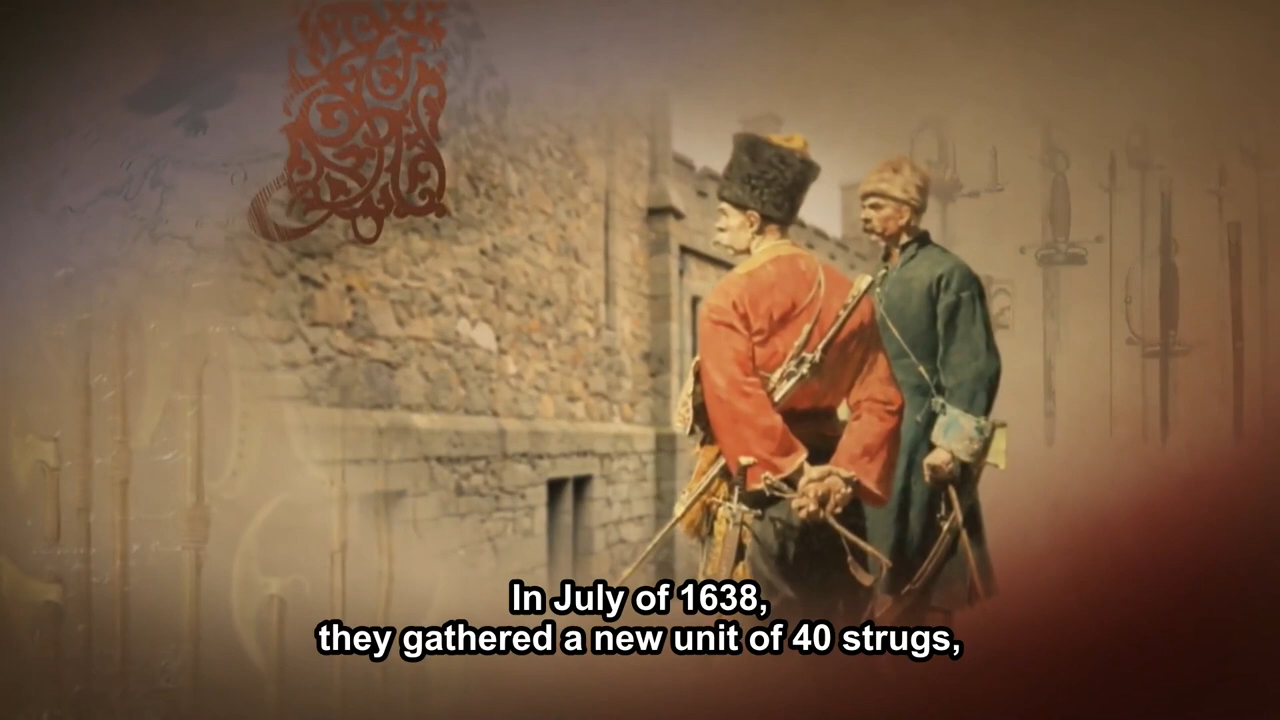 In July of 1638,
they gathered a new unit of 40 strugs,